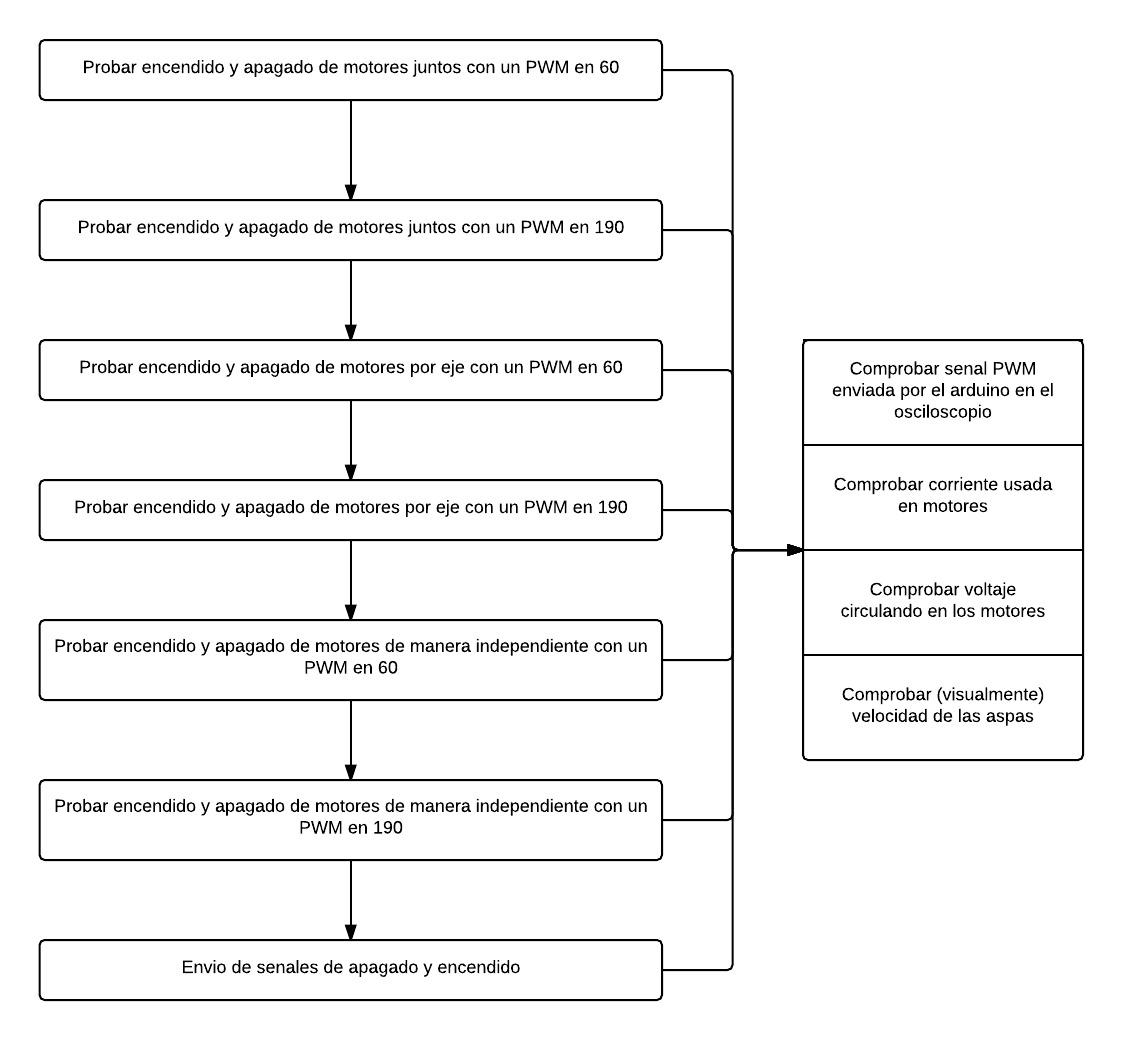 Probar encendido y apagado de motores juntos con un PWM en 60
Probar encendido y apagado de motores juntos con un PWM en 190
Probar encendido y apagado de motores por eje con un PWM en 60
Probar encendido y apagado de motores por eje con un PWM en 190
Probar encendido y apagado de motores de manera independiente con un
PWM en 60
Probar encendido y apagado de motores de manera independiente con un
PWM en 190
Envio de senales de apagado y encendido
Comprobar senal PWM
enviada por el arduino en el
osciloscopio
Comprobar corriente usada
en motores
Comprobar voltaje
circulando en los motores
Comprobar (visualmente)
velocidad de las aspas